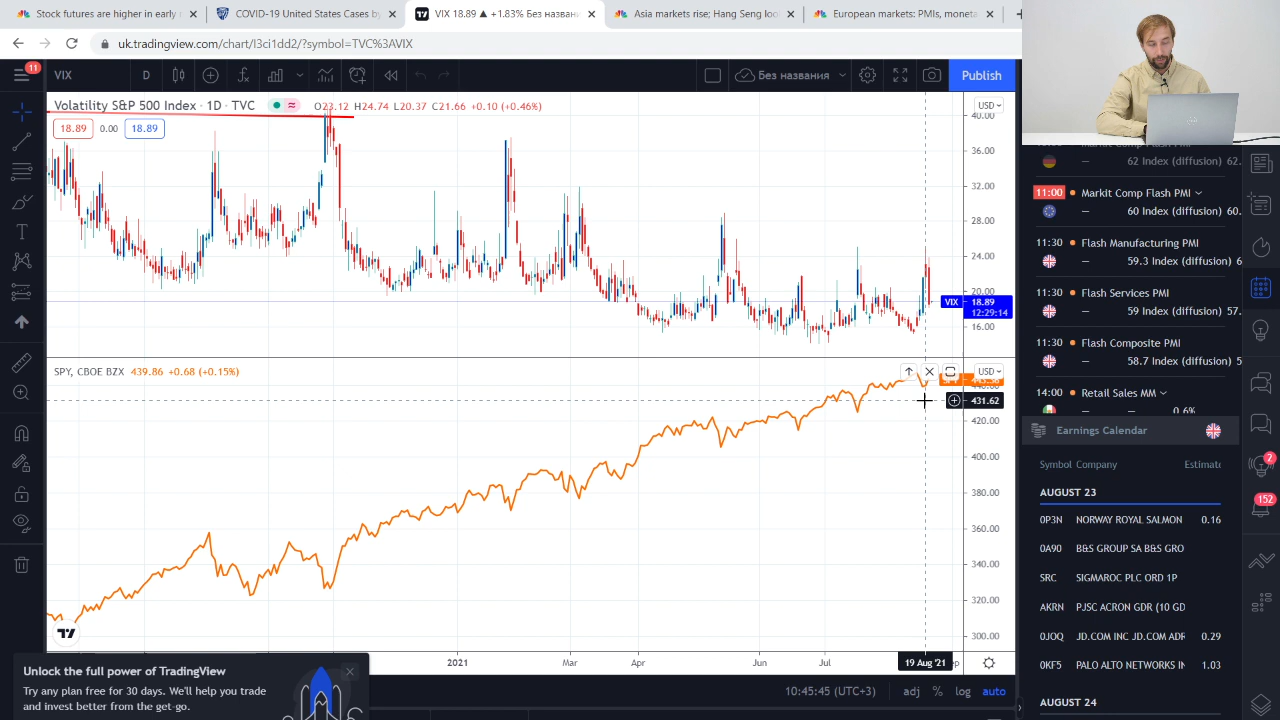 Stock futures are higher in early
COVID-19 United States Cases by
VIX 18.89 ▲ +1.83% Без назван
Asia markets rise; Hang Seng loo
European markets: PMIs, moneta
uk.tradingview.com/chart/I3ci1dd2/?symbol=TVC%3AVIX
11
VIX
D
Без названия
Publish
Volatility S&P 500 Index · 1D · TVC
O23.12 H24.74 L20.37 C21.66 +0.10 (+0.46%)
USD
18.89
0.00
18.89
40.00
36.00
32.00
28.00
24.00
20.00
16.00
VIX
18.89
12:29:14
SPY, CBOE BZX 439.86 +0.68 (+0.15%)
USD
431.62
420.00
400.00
380.00
360.00
340.00
320.00
300.00
2021
Mar
Apr
Jun
Jul
19 Aug '21
ep
10:45:45 (UTC+3)
adj
%
log
auto
Unlock the full power of TradingView
Try any plan free for 30 days. We'll help you trade
and invest better from the get-go.
— 62 Index (diffusion) 62.
11:00
Markit Comp Flash PMI
— 60 Index (diffusion) 60.
11:30
Flash Manufacturing PMI
— 59.3 Index (diffusion) 6
11:30
Flash Services PMI
— 59 Index (diffusion) 57.
11:30
Flash Composite PMI
— 58.7 Index (diffusion) 5
14:00
Retail Sales MM
— — 0.6%
Earnings Calendar
Symbol Company Estimate
AUGUST 23
0P3N NORWAY ROYAL SALMON 0.16
0A90 B&S GROUP SA B&S GRO
SRC SIGMAROC PLC ORD 1P
AKRN PJSC ACRON GDR (10 GD
0JOQ JD.COM INC JD.COM ADR 0.29
0KF5 PALO ALTO NETWORKS IN 1.03
AUGUST 24
2
152